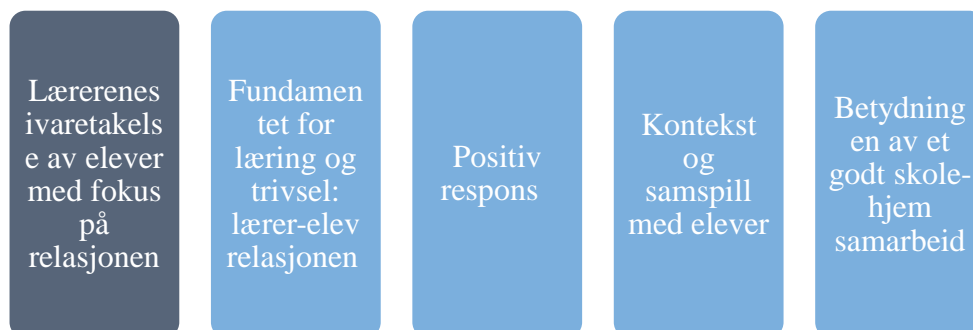 Lærerenes
ivaretakels
e av elever
med fokus
på
relasjonen
Fundamen
tet for
læring og
trivsel:
lærer-elev
relasjonen
Positiv
respons
Kontekst
og
samspill
med elever
Betydning
en av et
godt skole-
hjem
samarbeid